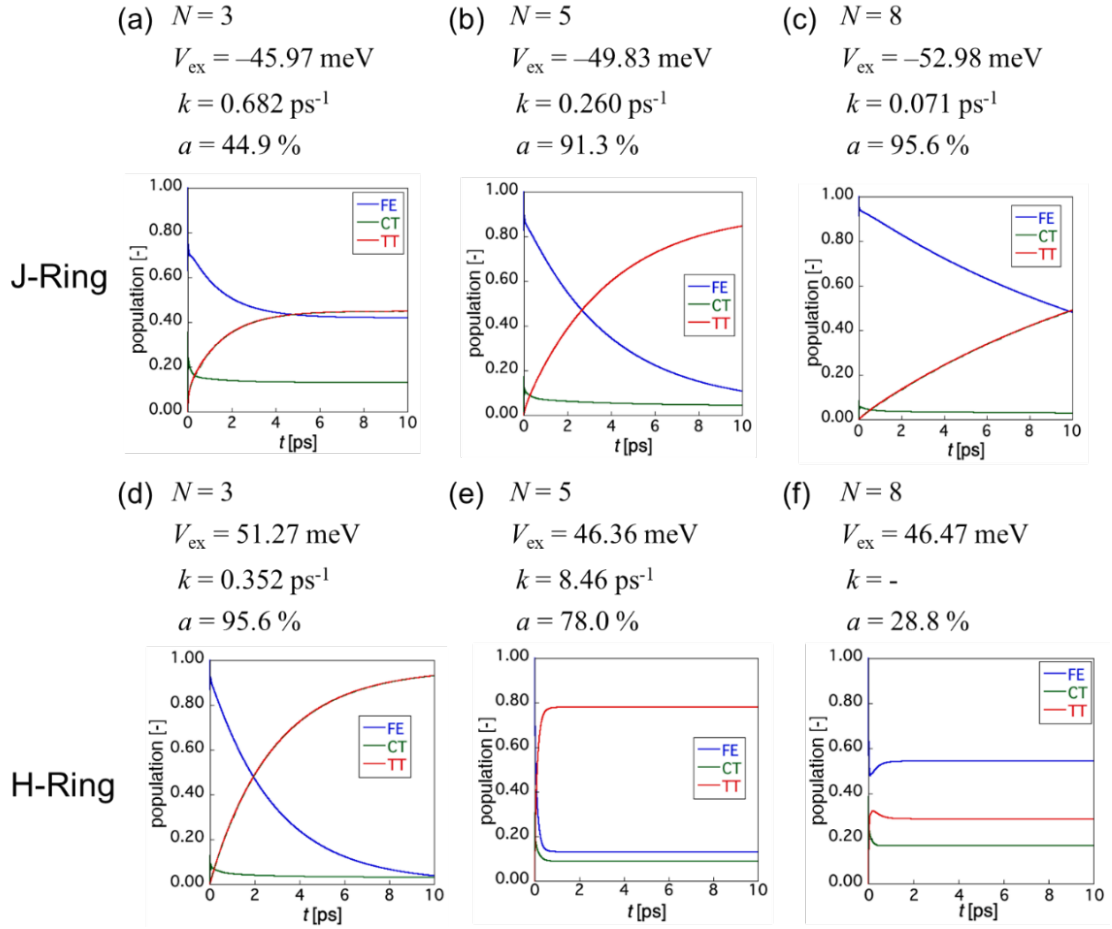 (a) N = 3
V_ex = –45.97 meV
k = 0.682 ps⁻¹
a = 44.9 %
(b) N = 5
V_ex = –49.83 meV
k = 0.260 ps⁻¹
a = 91.3 %
(c) N = 8
V_ex = –52.98 meV
k = 0.071 ps⁻¹
a = 95.6 %
J-Ring
population [-]
1.00
0.80
0.60
0.40
0.20
0.00
FE
CT
TT
0 2 4 6 8 10
t [ps]
population [-]
1.00
0.80
0.60
0.40
0.20
0.00
FE
CT
TT
0 2 4 6 8 10
t [ps]
population [-]
1.00
0.80
0.60
0.40
0.20
0.00
FE
CT
TT
0 2 4 6 8 10
t [ps]
(d) N = 3
V_ex = 51.27 meV
k = 0.352 ps⁻¹
a = 95.6 %
(e) N = 5
V_ex = 46.36 meV
k = 8.46 ps⁻¹
a = 78.0 %
(f) N = 8
V_ex = 46.47 meV
k = -
a = 28.8 %
H-Ring
population [-]
1.00
0.80
0.60
0.40
0.20
0.00
FE
CT
TT
0 2 4 6 8 10
t [ps]
population [-]
1.00
0.80
0.60
0.40
0.20
0.00
FE
CT
TT
0 2 4 6 8 10
t [ps]
population [-]
1.00
0.80
0.60
0.40
0.20
0.00
FE
CT
TT
0 2 4 6 8 10
t [ps]